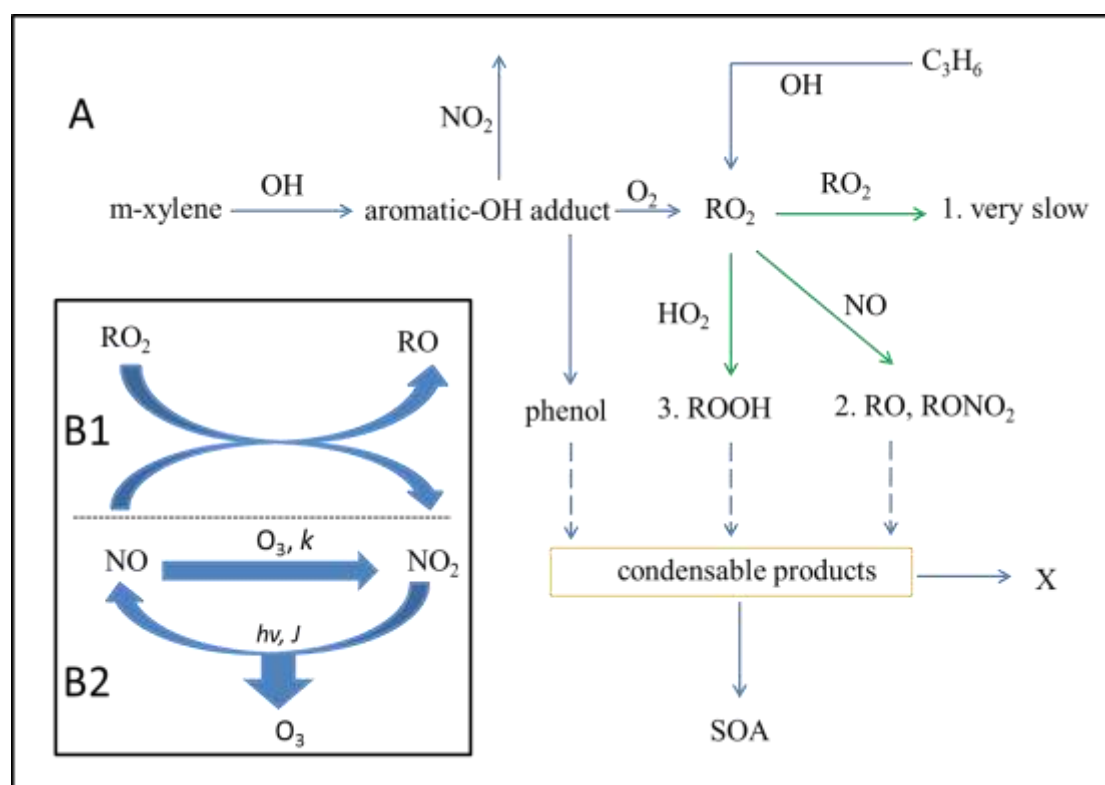 C₃H₆
OH
A
NO₂
OH
RO₂
m-xylene
aromatic-OH adduct
O₂
RO₂
1. very slow
HO₂
NO
RO₂
RO
B1
phenol
3. ROOH
2. RO, RONO₂
O₃, k
NO
NO₂
condensable products
X
hv, J
B2
O₃
SOA